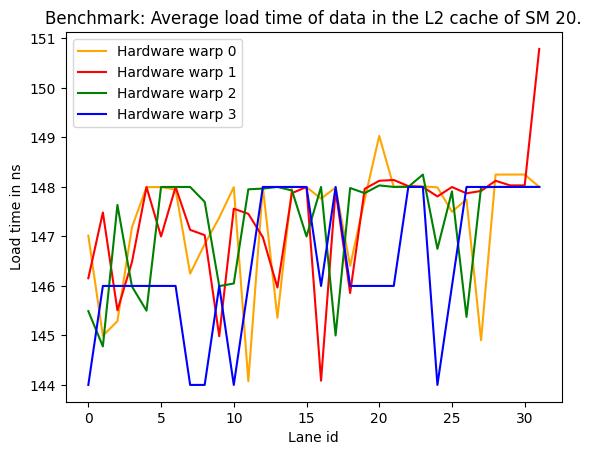 Benchmark: Average load time of data in the L2 cache of SM 20.
151
150
149
148
147
146
145
144
Load time in ns
Hardware warp 0
Hardware warp 1
Hardware warp 2
Hardware warp 3
0 5 10 15 20 25 30
Lane id